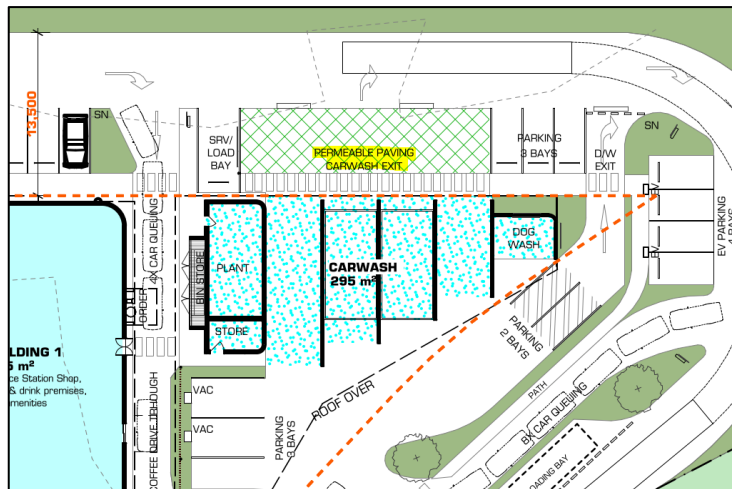 13,500
SN
SRV/
LOAD
BAY
PERMEABLE PAVING
CARWASH EXIT
PARKING
3 BAYS
D/W
EXIT
SN
EV PARKING
4 BAYS
4X CAR QUEUING
ORDER
BIN STORE
PLANT
STORE
CARWASH
295 m²
DOG
WASH
PARKING
2 BAYS
ROOF OVER
PATH
8X CAR QUEUING
LOADING BAY
VAC
VAC
PARKING
3 BAYS
COFFEE DRIVE THROUGH
LDING 1
5 m²
ce Station Shop,
& drink premises,
menities